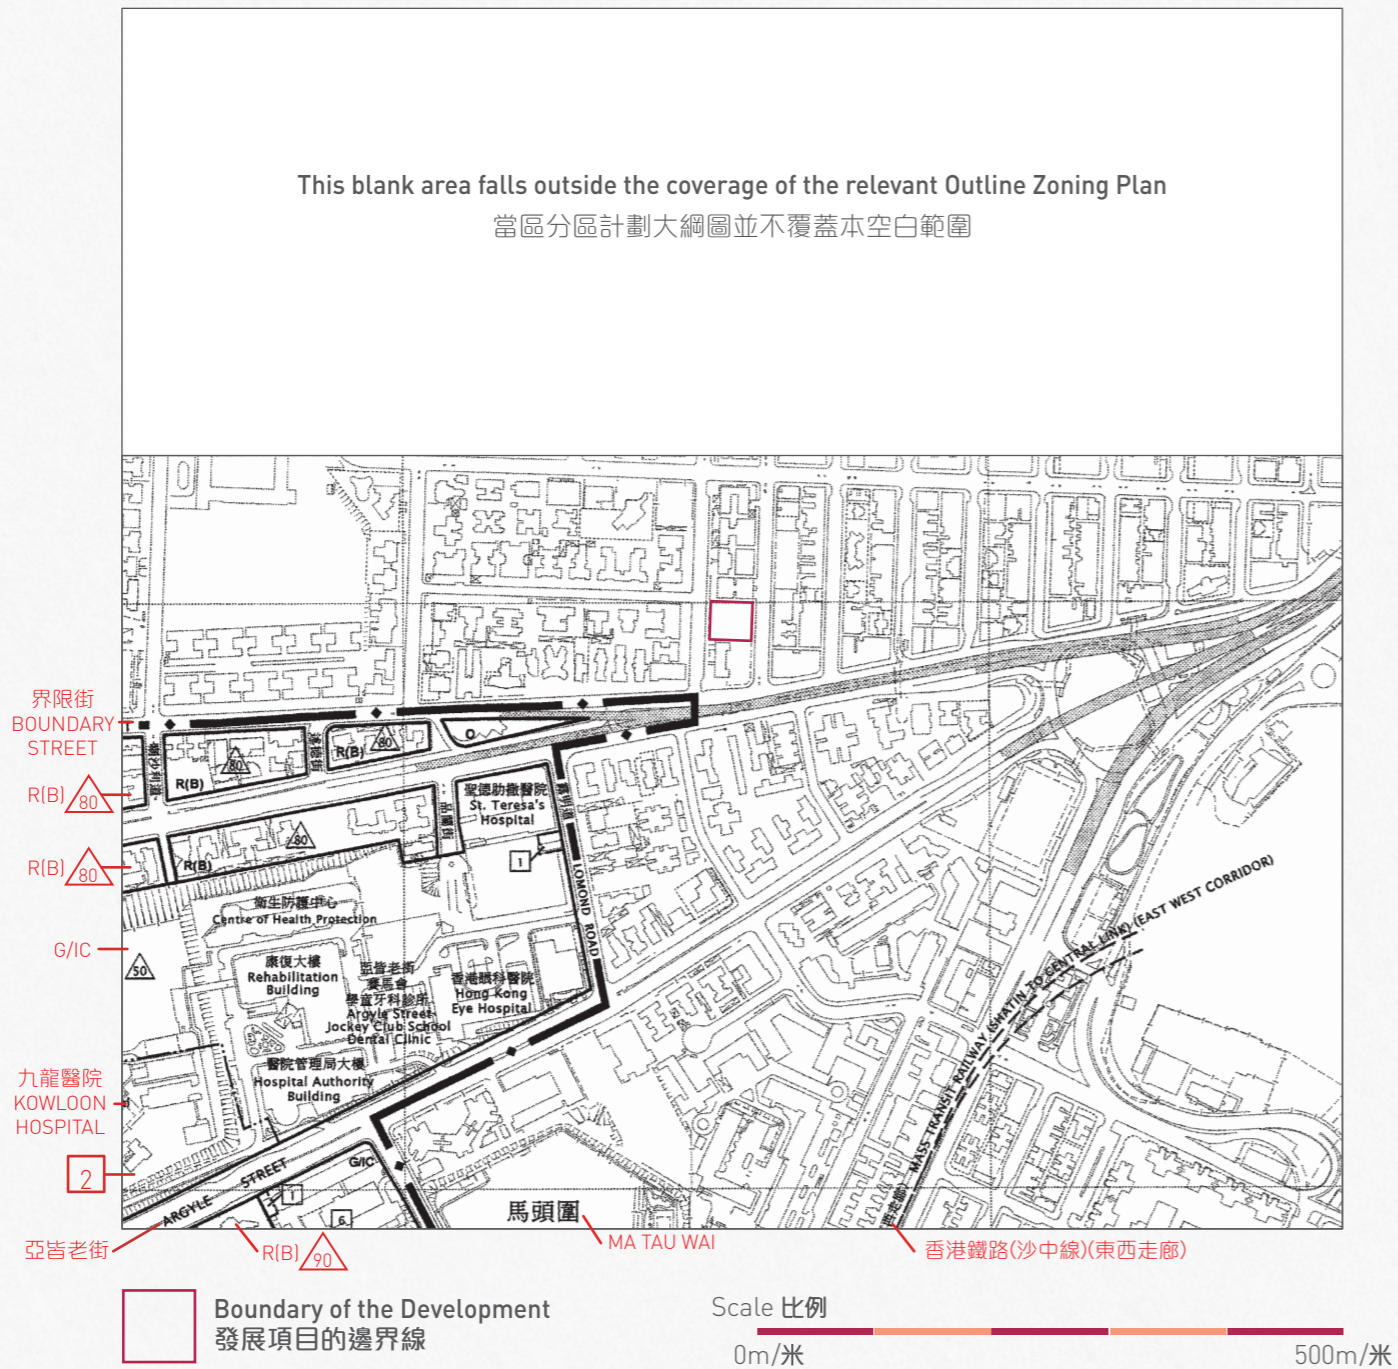 This blank area falls outside the coverage of the relevant Outline Zoning Plan
當區分區計劃大綱圖並不覆蓋本空白範圍
界限街
BOUNDARY
STREET
R(B) 80
R(B) 80
G/IC
九龍醫院
KOWLOON
HOSPITAL
2
亞皆老街
R(B) 80
R(B) 80
O
R(B) 80
50
聖德肋撒醫院
St. Teresa's
Hospital
1
露明道
LOMOND ROAD
衛生防護中心
Centre of Health Protection
康復大樓
Rehabilitation
Building
亞皆老街
賽馬會
學童牙科診所
Argyle Street
Jockey Club School
Dental Clinic
香港眼科醫院
Hong Kong
Eye Hospital
醫院管理局大樓
Hospital Authority
Building
ARGYLE STREET
G/IC
1
6
R(B) 90
馬頭圍
MA TAU WAI
MASS TRANSIT RAILWAY (SHATIN TO CENTRAL LINK) (EAST WEST CORRIDOR)
香港鐵路(沙中線)(東西走廊)
Boundary of the Development
發展項目的邊界線
Scale 比例
0m/米
500m/米